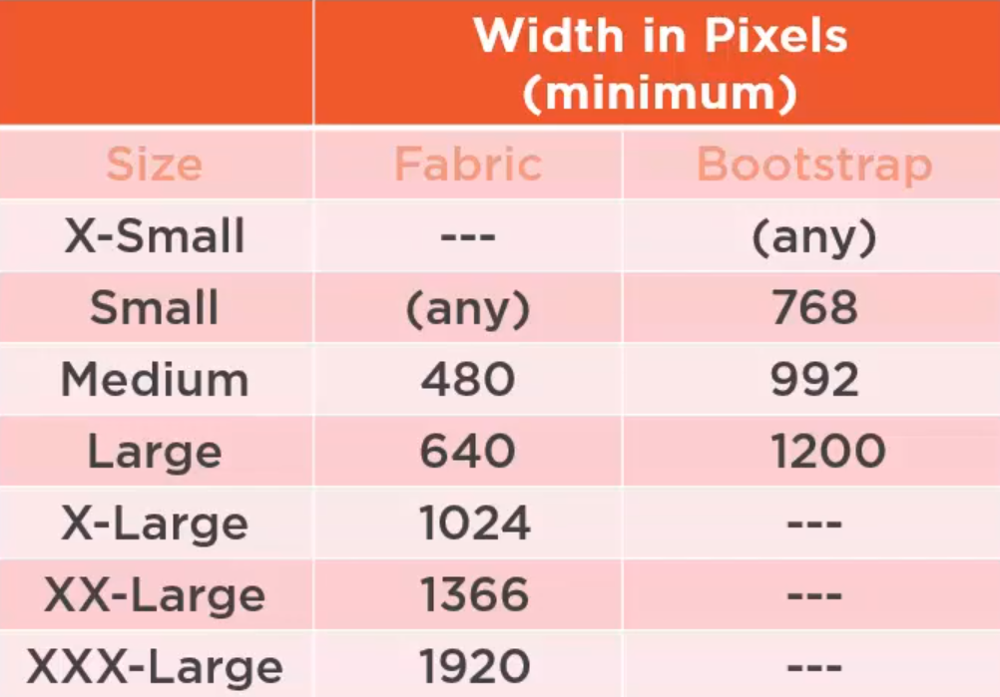 Width in Pixels
(minimum)
Size Fabric Bootstrap
X-Small --- (any)
Small (any) 768
Medium 480 992
Large 640 1200
X-Large 1024 ---
XX-Large 1366 ---
XXX-Large 1920 ---